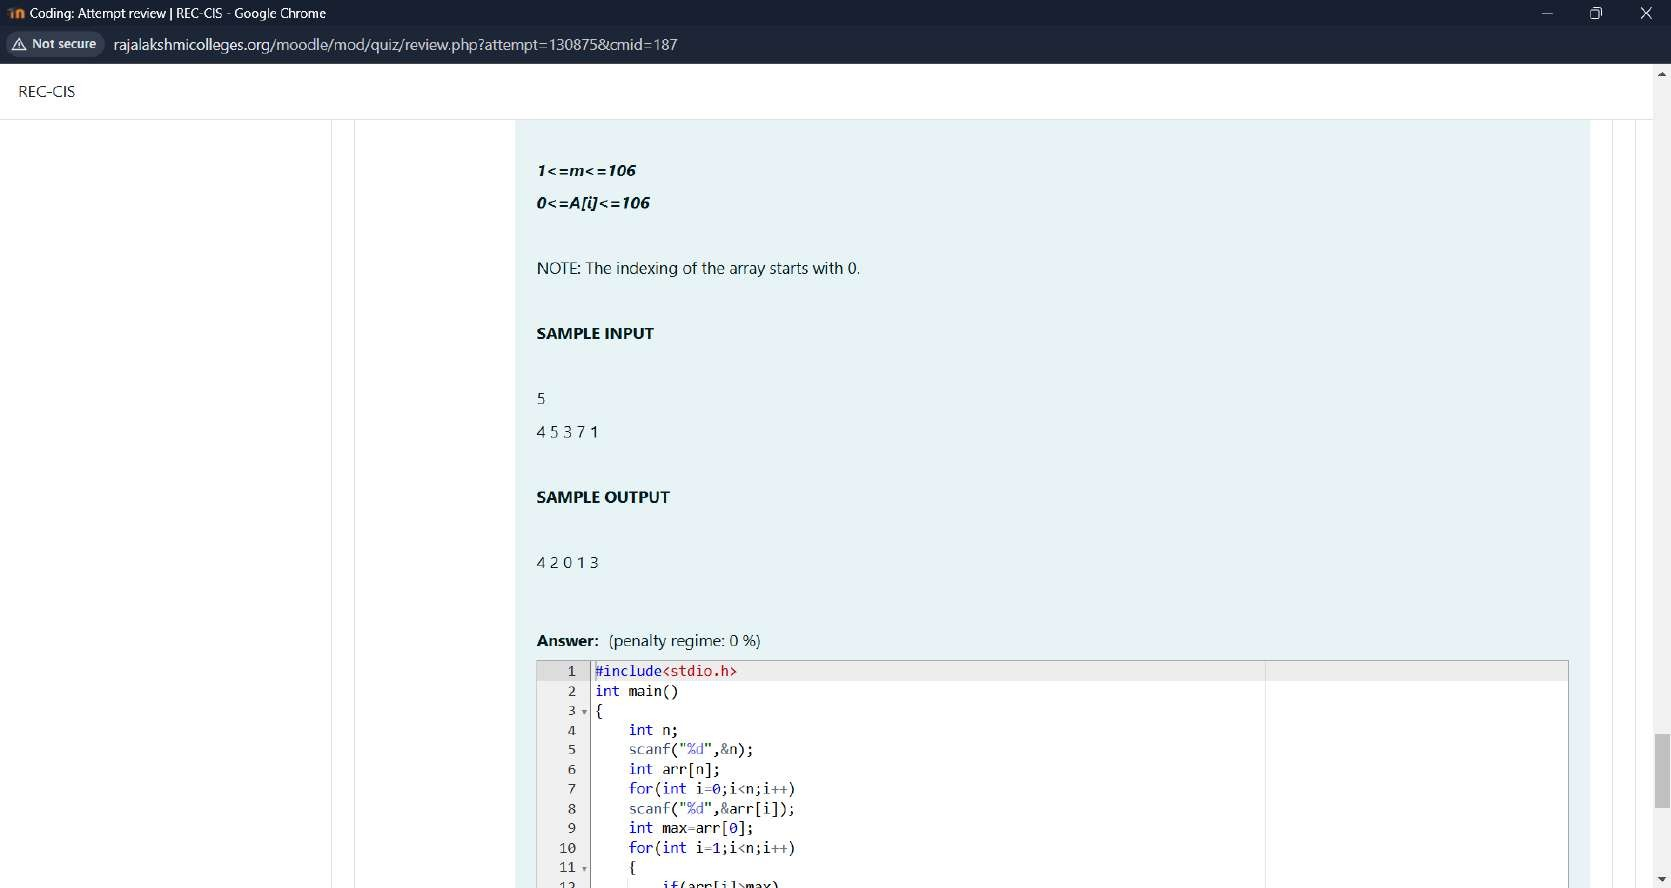 Coding: Attempt review | REC-CIS - Google Chrome
Not secure rajalakshmicolleges.org/moodle/mod/quiz/review.php?attempt=130875&cmid=187
REC-CIS
1<=m<=106
0<=A[i]<=106
NOTE: The indexing of the array starts with 0.
SAMPLE INPUT
5
4 5 3 7 1
SAMPLE OUTPUT
4 2 0 1 3
Answer: (penalty regime: 0 %)
1 #include<stdio.h>
2 int main()
3 {
4 int n;
5 scanf("%d",&n);
6 int arr[n];
7 for(int i=0;i<n;i++)
8 scanf("%d",&arr[i]);
9 int max=arr[0];
10 for(int i=1;i<n;i++)
11 {
12 if(arr[i]>max)